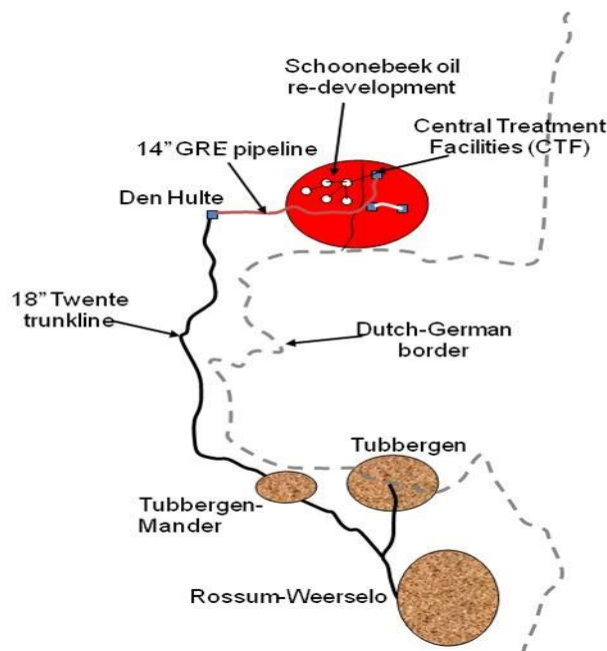 Schoonebeek oil
re-development
Central Treatment
Facilities (CTF)
14” GRE pipeline
Den Hulte
18” Twente
trunkline
Dutch-German
border
Tubbergen
Tubbergen-
Mander
Rossum-Weerselo